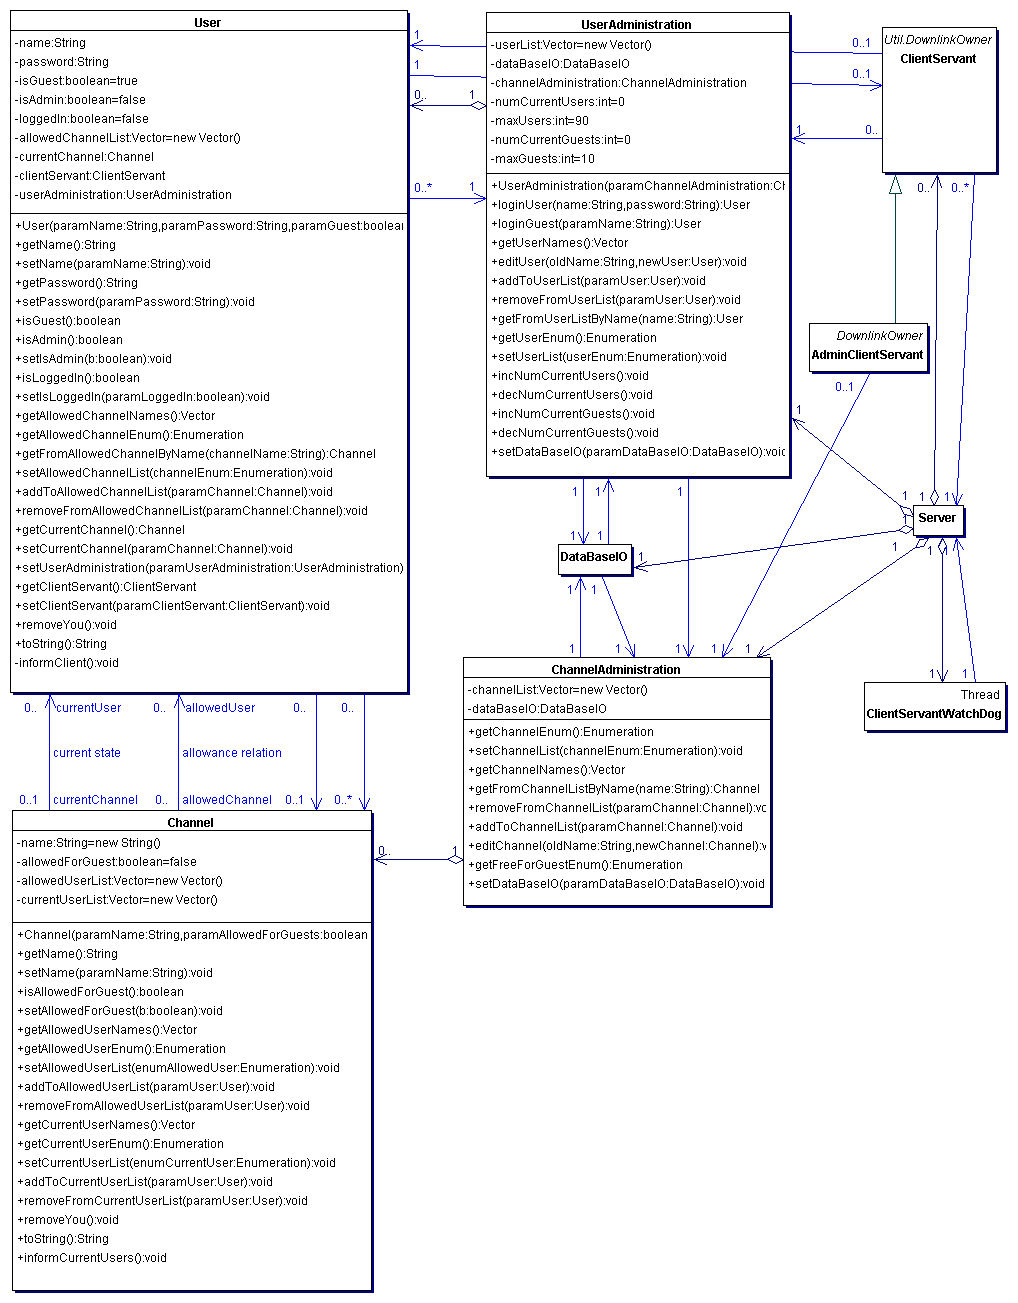 User
-name:String
-password:String
-isGuest:boolean=true
-isAdmin:boolean=false
-loggedIn:boolean=false
-allowedChannelList:Vector=new Vector()
-currentChannel:Channel
-clientServant:ClientServant
-userAdministration:UserAdministration
+User(paramName:String,paramPassword:String,paramGuest:boolean
+getName():String
+setName(paramName:String):void
+getPassword():String
+setPassword(paramPassword:String):void
+isGuest():boolean
+isAdmin():boolean
+setIsAdmin(b:boolean):void
+isLoggedIn():boolean
+setIsLoggedIn(paramLoggedIn:boolean):void
+getAllowedChannelNames():Vector
+getAllowedChannelEnum():Enumeration
+getFromAllowedChannelByName(channelName:String):Channel
+setAllowedChannelList(channelEnum:Enumeration):void
+addToAllowedChannelList(paramChannel:Channel):void
+removeFromAllowedChannelList(paramChannel:Channel):void
+getCurrentChannel():Channel
+setCurrentChannel(paramChannel:Channel):void
+setUserAdministration(paramUserAdministration:UserAdministration)
+getClientServant():ClientServant
+setClientServant(paramClientServant:ClientServant):void
+removeYou():void
+toString():String
-informClient():void
1
1
0..
1
0..*
1
UserAdministration
-userList:Vector=new Vector()
-dataBaseIO:DataBaseIO
-channelAdministration:ChannelAdministration
-numCurrentUsers:int=0
-maxUsers:int=90
-numCurrentGuests:int=0
-maxGuests:int=10
+UserAdministration(paramChannelAdministration:Cl
+loginUser(name:String,password:String):User
+loginGuest(paramName:String):User
+getUserNames():Vector
+editUser(oldName:String,newUser:User):void
+addToUserList(paramUser:User):void
+removeFromUserList(paramUser:User):void
+getFromUserListByName(name:String):User
+getUserEnum():Enumeration
+setUserList(userEnum:Enumeration):void
+incNumCurrentUsers():void
+decNumCurrentUsers():void
+incNumCurrentGuests():void
+decNumCurrentGuests():void
+setDataBaseIO(paramDataBaseIO:DataBaseIO):void
0..1
0..1
1
0..
Util.DownlinkOwner
ClientServant
0..
0..*
DownlinkOwner
AdminClientServant
0..1
1
1
1
1
Server
1
1
1
1
1
1
1
1
1
1
DataBaseIO
1
1
1
1
1
1
1
1
1
1
Thread
ClientServantWatchDog
ChannelAdministration
-channelList:Vector=new Vector()
-dataBaseIO:DataBaseIO
+getChannelEnum():Enumeration
+setChannelList(channelEnum:Enumeration):void
+getChannelNames():Vector
+getFromChannelListByName(name:String):Channel
+removeFromChannelList(paramChannel:Channel):vc
+addToChannelList(paramChannel:Channel):void
+editChannel(oldName:String,newChannel:Channel):v
+getFreeForGuestEnum():Enumeration
+setDataBaseIO(paramDataBaseIO:DataBaseIO):void
0..
currentUser
0..
allowedUser
0..
0..
current state
allowance relation
0..1
currentChannel
0..
allowedChannel
0..1
0..*
0..
1
Channel
-name:String=new String()
-allowedForGuest:boolean=false
-allowedUserList:Vector=new Vector()
-currentUserList:Vector=new Vector()
+Channel(paramName:String,paramAllowedForGuests:boolean
+getName():String
+setName(paramName:String):void
+isAllowedForGuest():boolean
+setAllowedForGuest(b:boolean):void
+getAllowedUserNames():Vector
+getAllowedUserEnum():Enumeration
+setAllowedUserList(enumAllowedUser:Enumeration):void
+addToAllowedUserList(paramUser:User):void
+removeFromAllowedUserList(paramUser:User):void
+getCurrentUserNames():Vector
+getCurrentUserEnum():Enumeration
+setCurrentUserList(enumCurrentUser:Enumeration):void
+addToCurrentUserList(paramUser:User):void
+removeFromCurrentUserList(paramUser:User):void
+removeYou():void
+toString():String
+informCurrentUsers():void